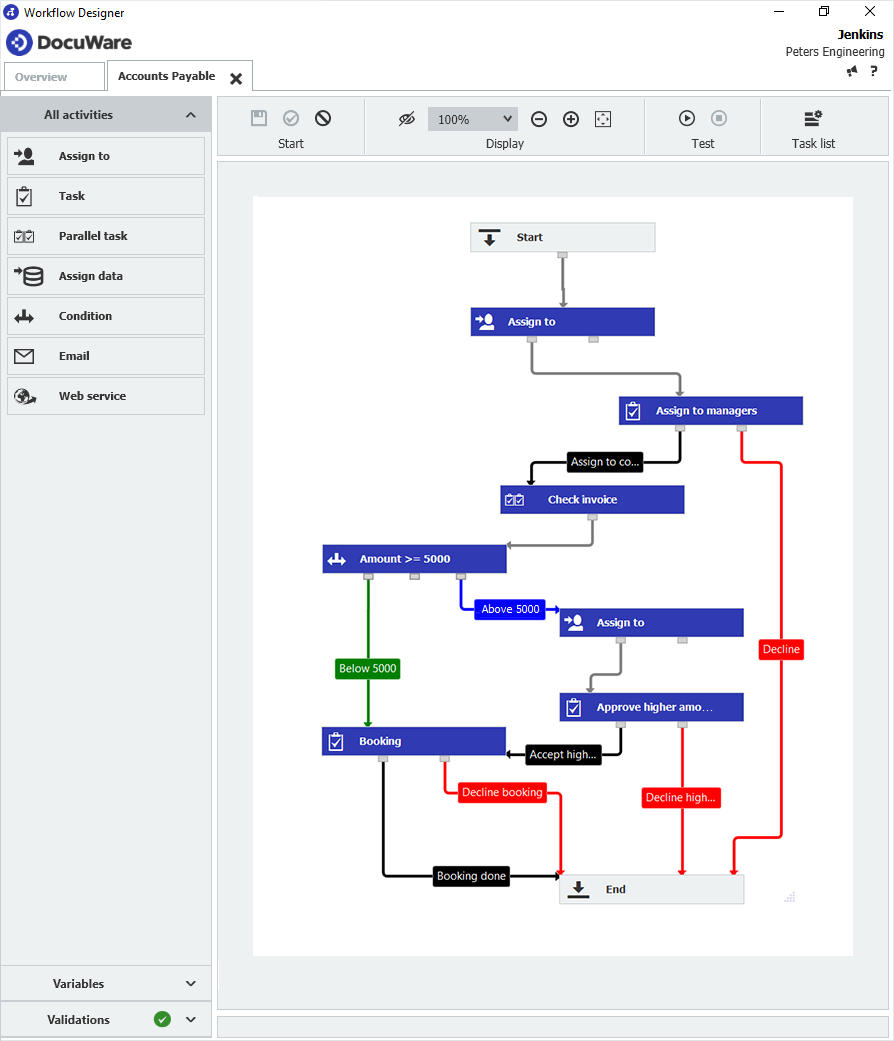 Workflow Designer
DocuWare
Jenkins
Peters Engineering
?
Overview
Accounts Payable
All activities
Assign to
Task
Parallel task
Assign data
Condition
Email
Web service
Variables
Validations
100%
Start
Display
Test
Task list
Start
Assign to
Assign to managers
Assign to co...
Check invoice
Amount >= 5000
Above 5000
Assign to
Decline
Below 5000
Approve higher amo...
Booking
Accept high...
Decline booking
Decline high...
Booking done
End